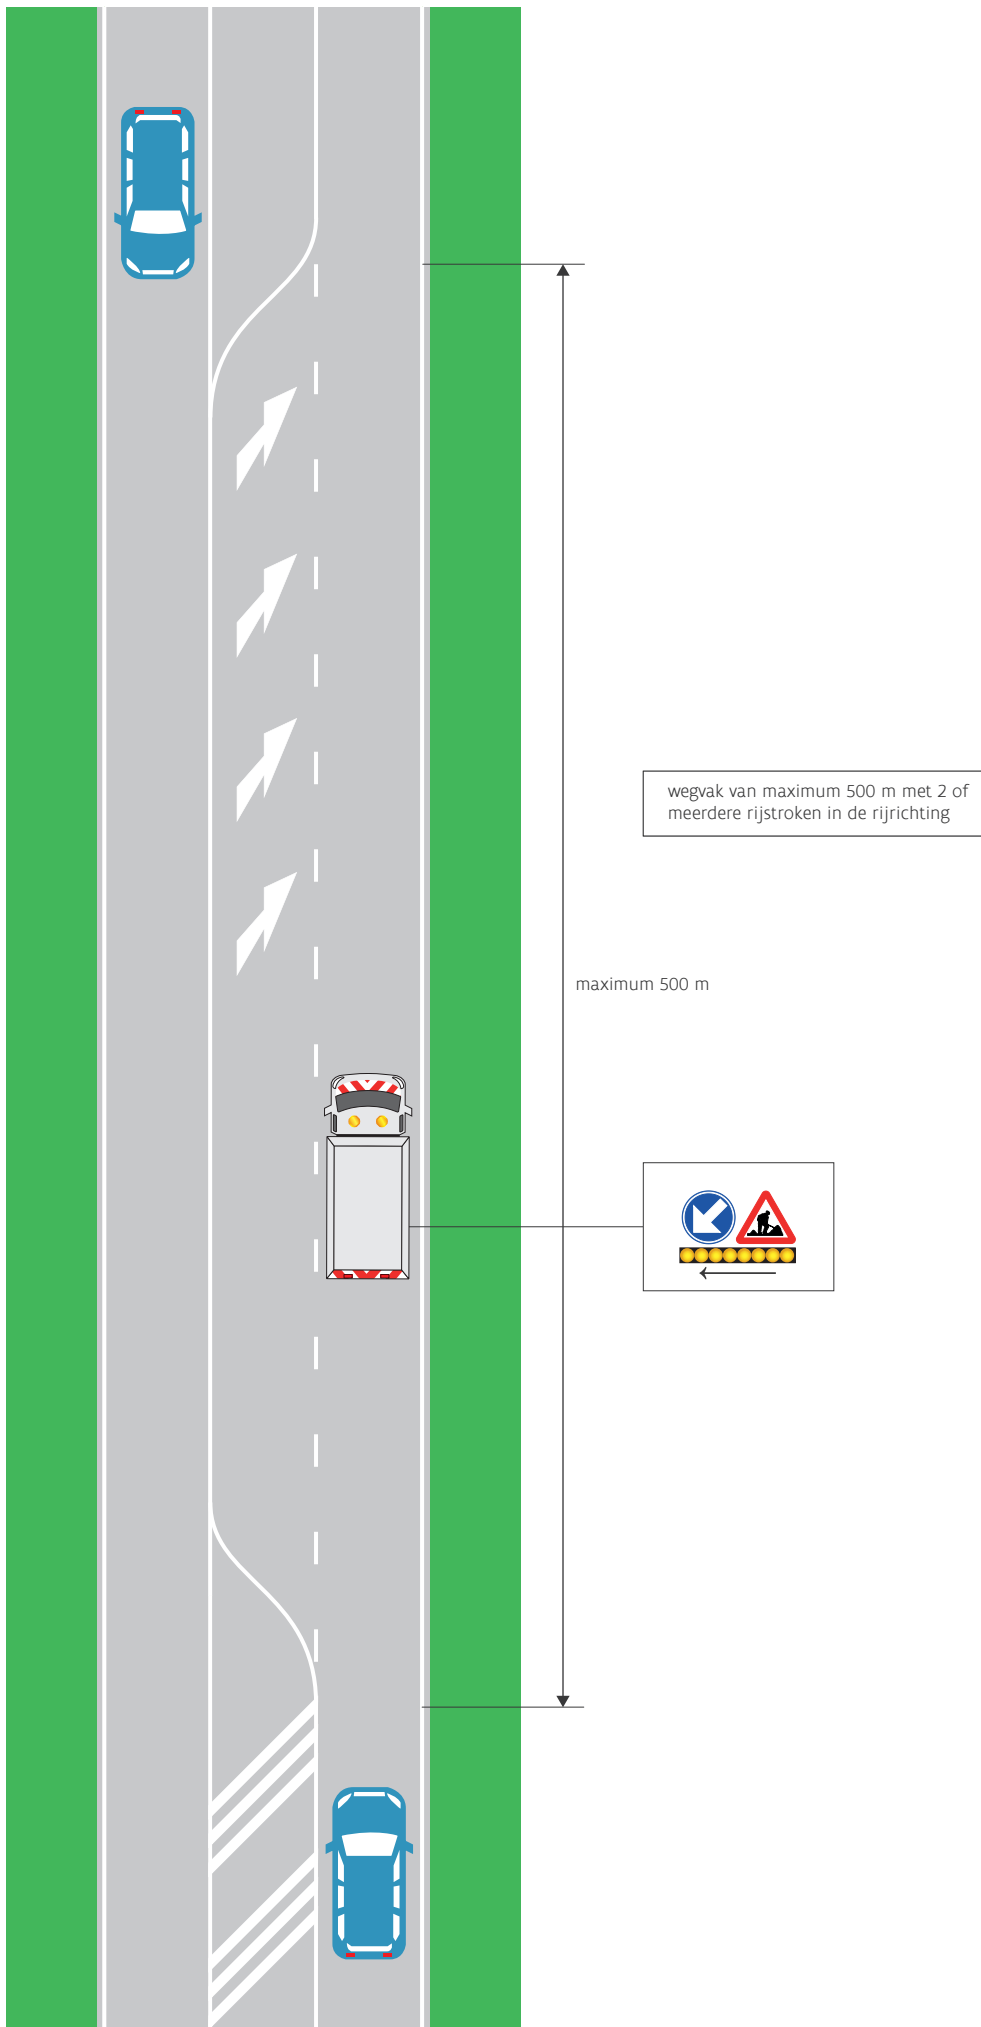 wegvak van maximum 500 m met 2 of
meerdere rijstroken in de rijrichting
maximum 500 m